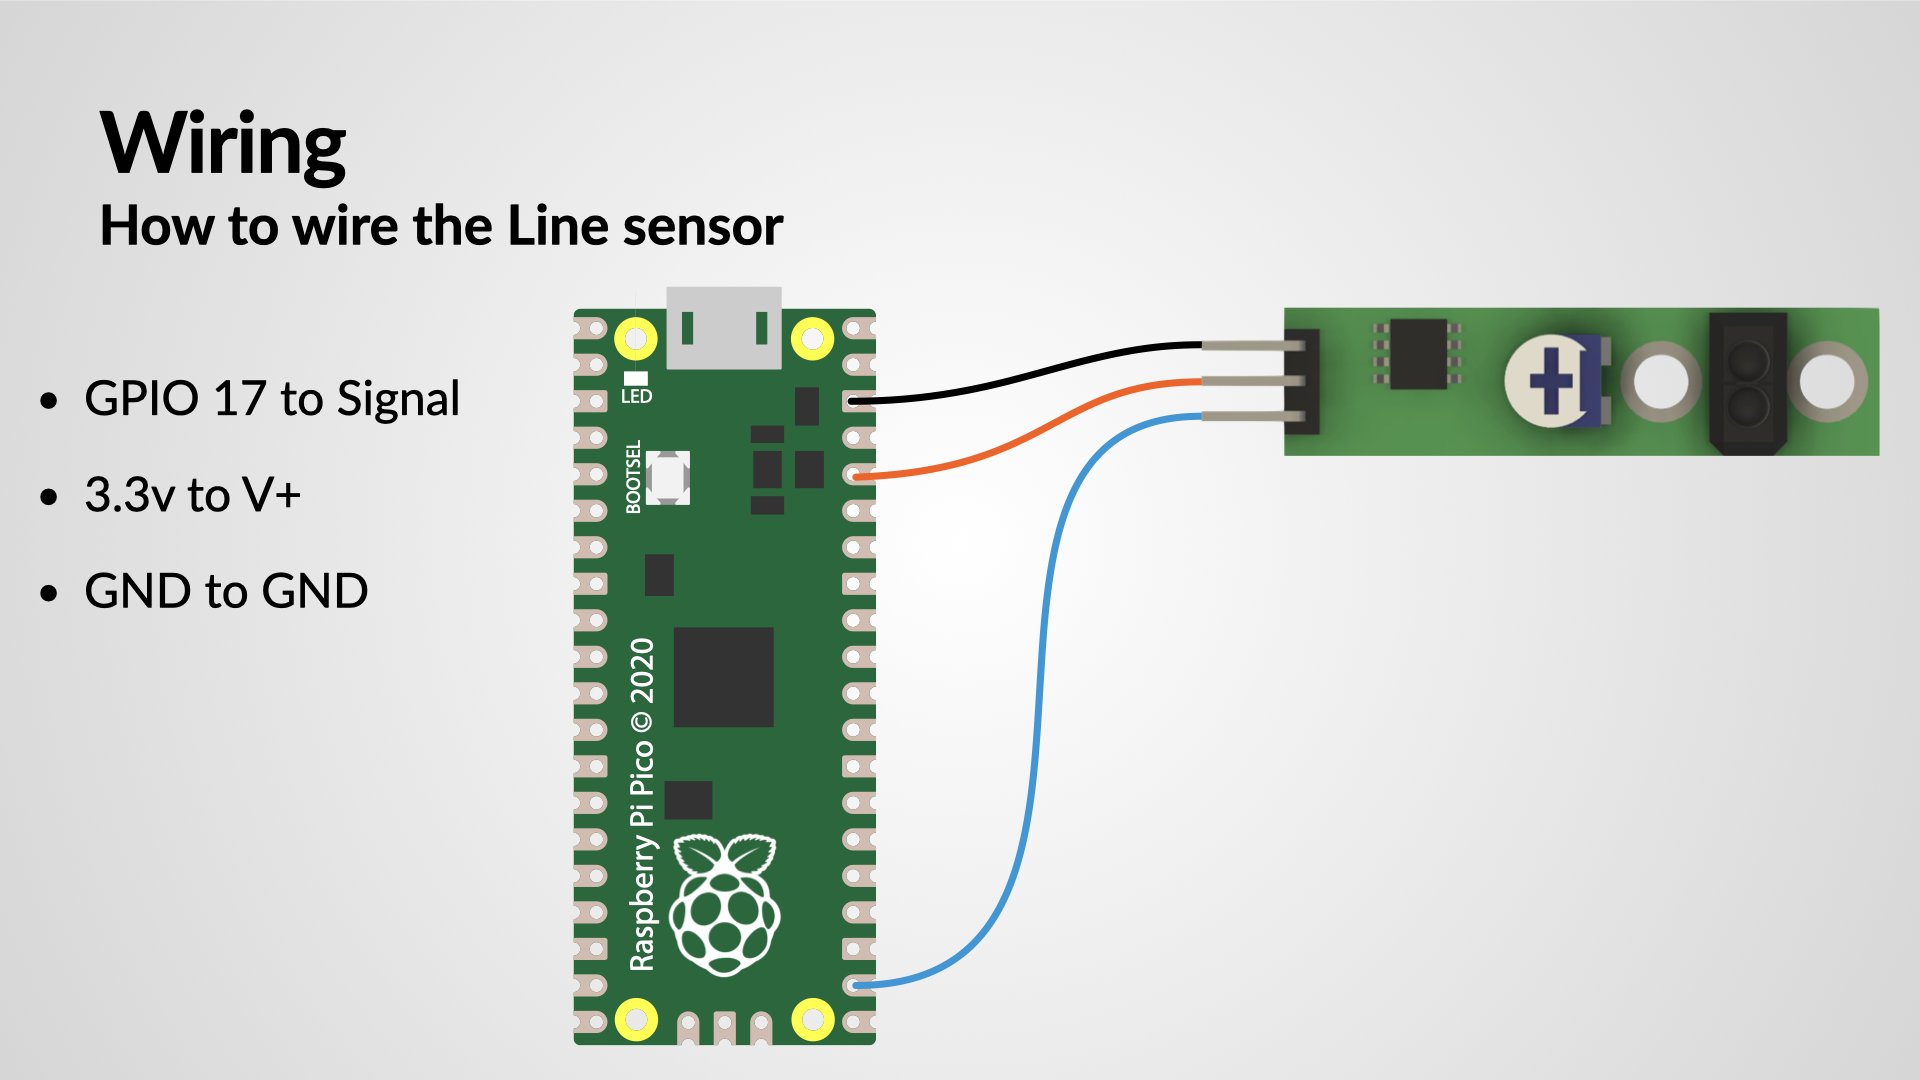 Wiring
How to wire the Line sensor
GPIO 17 to Signal
3.3v to V+
GND to GND
LED
BOOTSEL
Raspberry Pi Pico © 2020